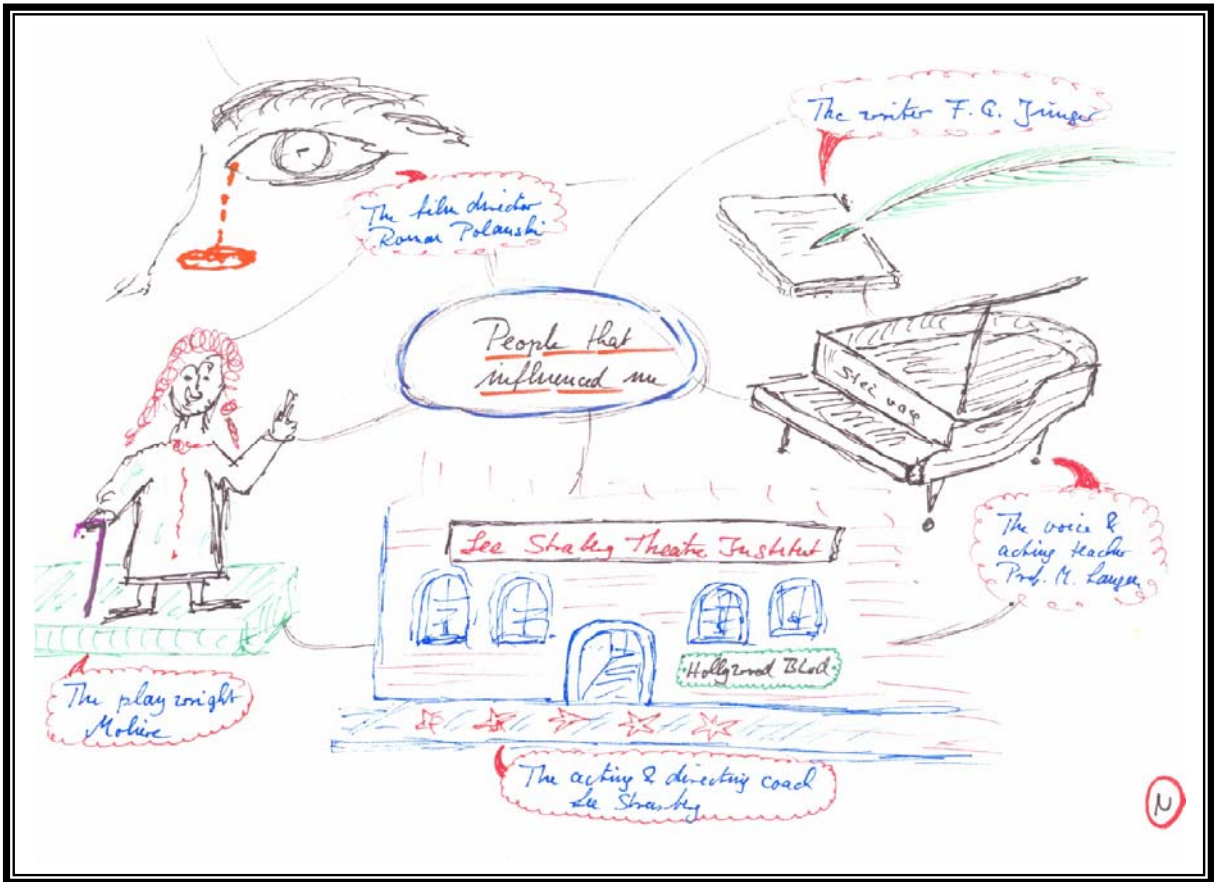 The writer F. G. Jünger
The film director
Roman Polanski
People that
influenced me
Steinway
The voice &
acting teacher
Prof. M. Langen
Lee Strasberg Theatre Institut
Hollywood Blvd
The playwright
Molière
The acting & directing coach
Lee Strasberg
N